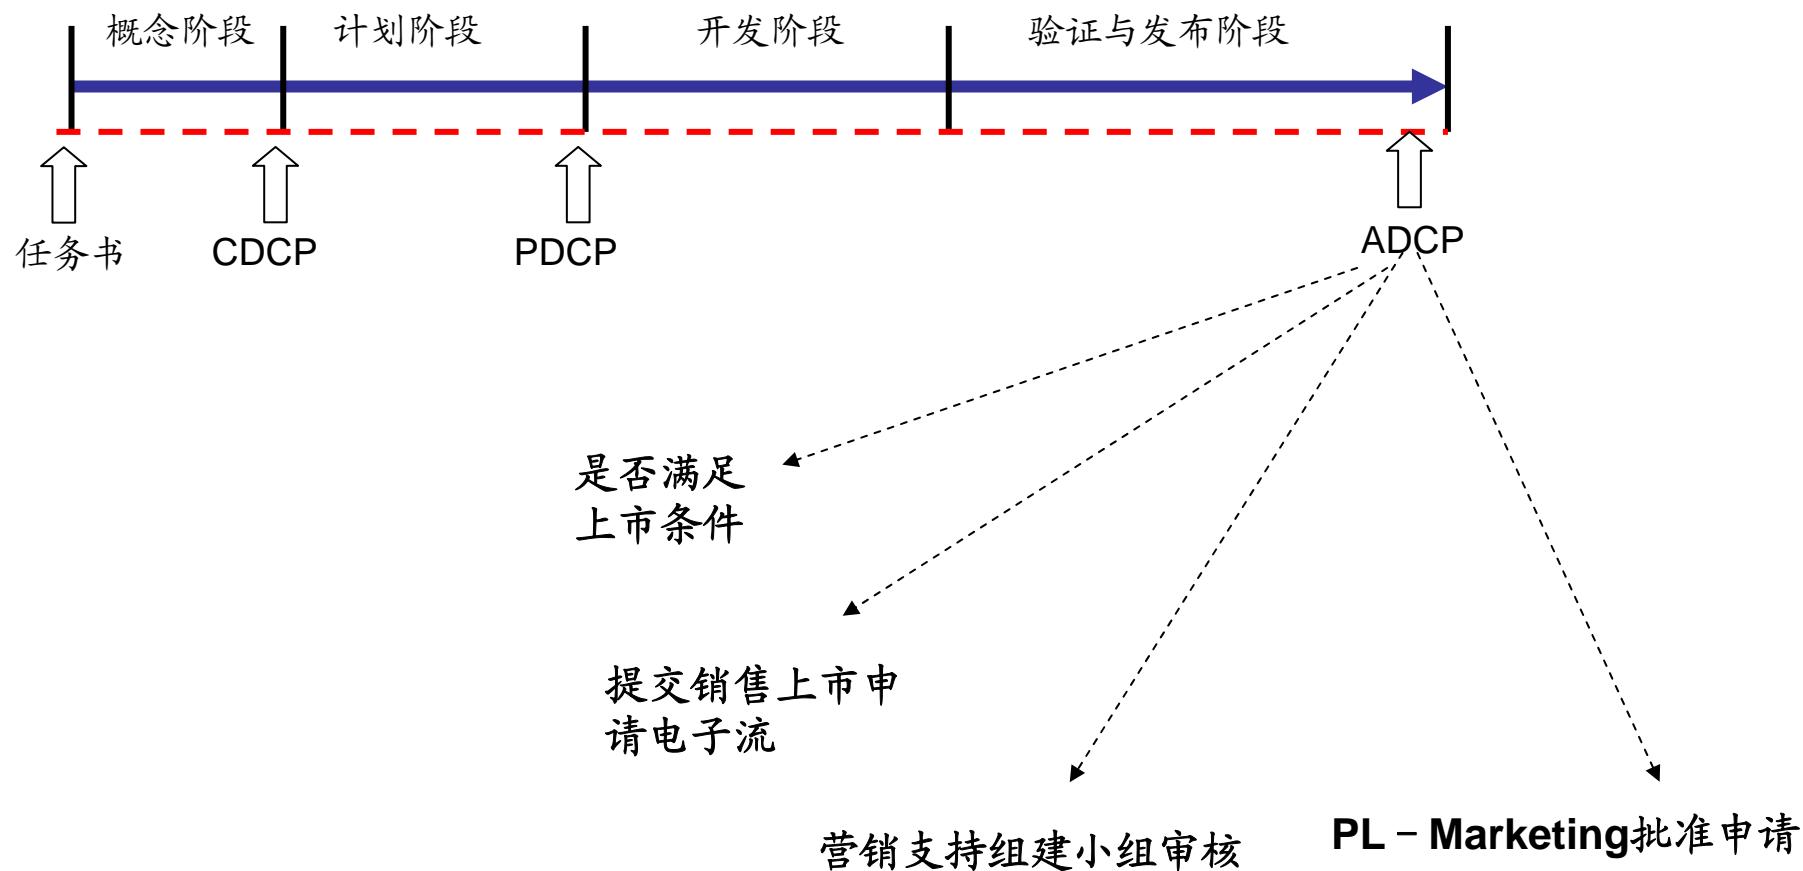 概念阶段
计划阶段
开发阶段
验证与发布阶段
任务书
CDCP
PDCP
ADCP
是否满足
上市条件
提交销售上市申
请电子流
营销支持组建小组审核
PL－Marketing批准申请